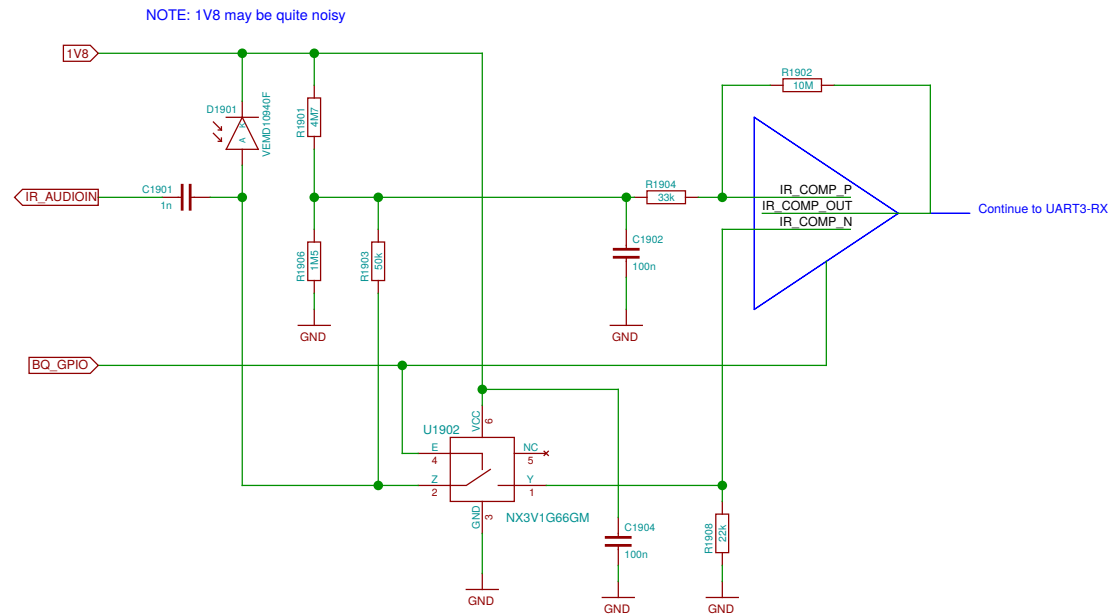 NOTE: 1V8 may be quite noisy
1V8
R1902
10M
D1901
K
A
VEMD10940F
R1901
4M7
IR_AUDIOIN
C1901
1n
R1904
33k
IR_COMP_P
IR_COMP_OUT
IR_COMP_N
Continue to UART3-RX
R1906
1M5
R1903
50k
C1902
100n
GND
GND
BQ_GPIO
U1902
VCC
6
E
4
NC
5
Z
2
Y
1
GND
3
NX3V1G66GM
C1904
100n
R1908
22k
GND
GND
GND